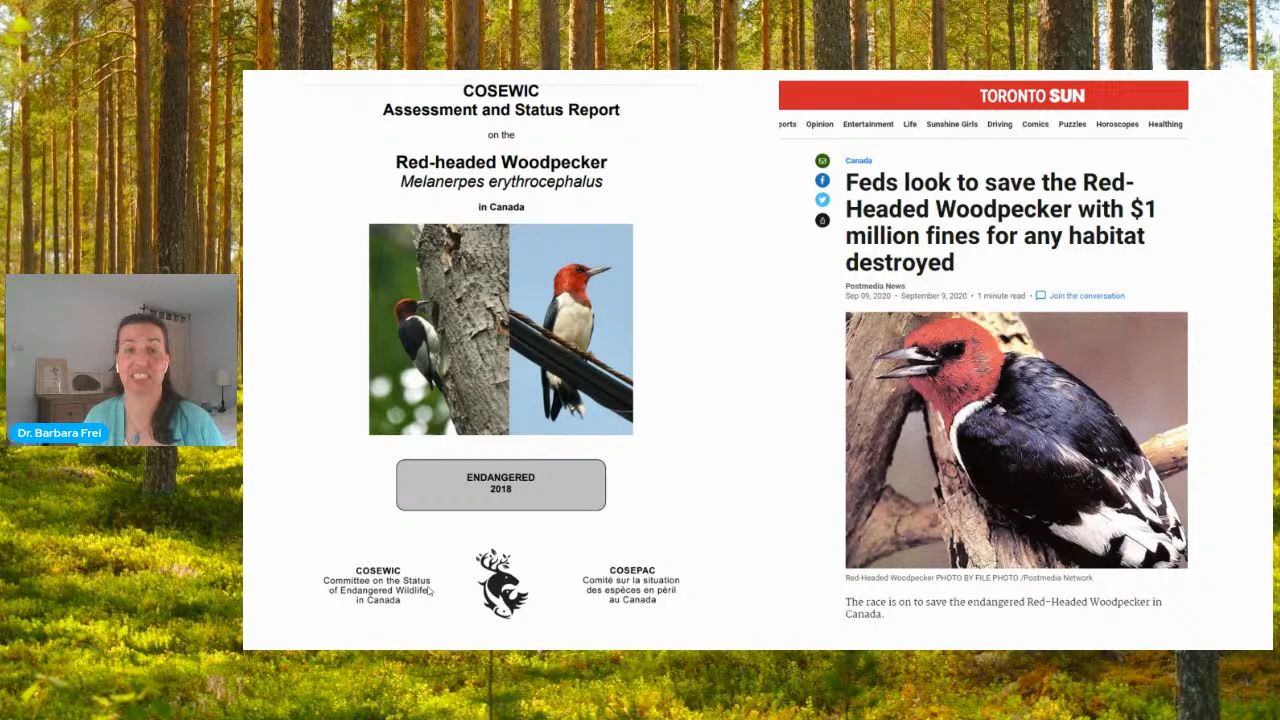 COSEWIC
Assessment and Status Report
on the
Red-headed Woodpecker
Melanerpes erythrocephalus
in Canada
ENDANGERED
2018
COSEWIC
Committee on the Status
of Endangered Wildlife
in Canada
COSEPAC
Comité sur la situation
des espèces en péril
au Canada
TORONTO SUN
ports Opinion Entertainment Life Sunshine Girls Driving Comics Puzzles Horoscopes Healthing
Canada
Feds look to save the Red-
Headed Woodpecker with $1
million fines for any habitat
destroyed
Postmedia News
Sep 09, 2020 • September 9, 2020 • 1 minute read • Join the conversation
Red-Headed Woodpecker PHOTO BY FILE PHOTO /Postmedia Network
The race is on to save the endangered Red-Headed Woodpecker in
Canada.
Dr. Barbara Frei